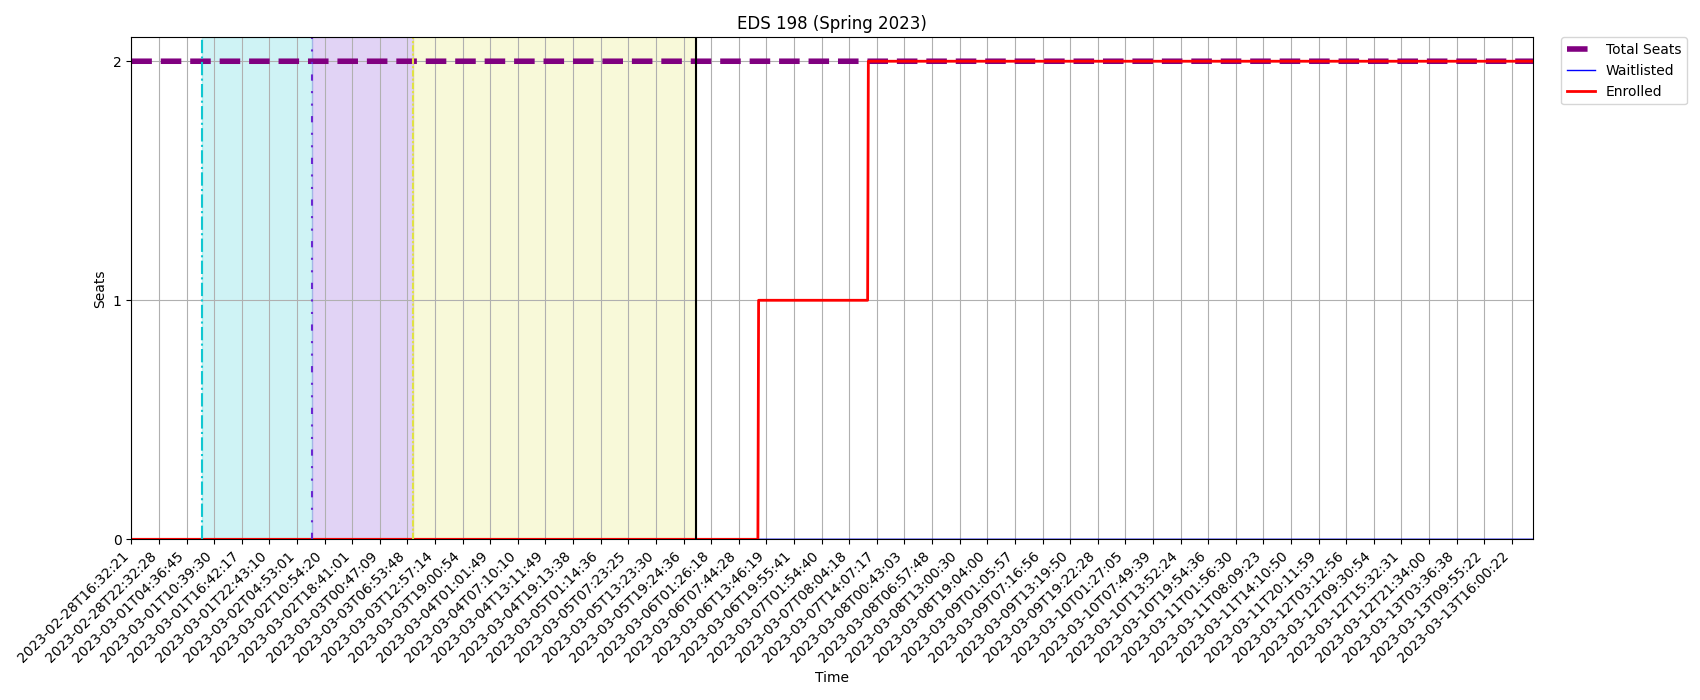 EDS 198 (Spring 2023)
Total Seats
Waitlisted
Enrolled
Seats
2
1
0
2023-02-28T16:32:21
2023-02-28T22:32:28
2023-03-01T04:36:45
2023-03-01T10:39:30
2023-03-01T16:42:17
2023-03-01T22:43:10
2023-03-02T04:53:01
2023-03-02T10:54:20
2023-03-02T18:41:01
2023-03-03T00:47:09
2023-03-03T06:53:48
2023-03-03T12:57:14
2023-03-03T19:00:54
2023-03-04T01:01:49
2023-03-04T07:10:10
2023-03-04T13:11:49
2023-03-04T19:13:38
2023-03-05T01:14:36
2023-03-05T07:23:25
2023-03-05T13:23:30
2023-03-05T19:24:36
2023-03-06T01:26:18
2023-03-06T07:44:28
2023-03-06T13:46:19
2023-03-06T19:55:41
2023-03-07T01:54:40
2023-03-07T08:04:18
2023-03-07T14:07:17
2023-03-08T00:43:03
2023-03-08T06:57:48
2023-03-08T13:00:30
2023-03-08T19:04:00
2023-03-09T01:05:57
2023-03-09T07:16:56
2023-03-09T13:19:50
2023-03-09T19:22:28
2023-03-10T01:27:05
2023-03-10T07:49:39
2023-03-10T13:52:24
2023-03-10T19:54:36
2023-03-11T01:56:30
2023-03-11T08:09:23
2023-03-11T14:10:50
2023-03-11T20:11:59
2023-03-12T03:12:56
2023-03-12T09:30:54
2023-03-12T15:32:31
2023-03-12T21:34:00
2023-03-13T03:36:38
2023-03-13T09:55:22
2023-03-13T16:00:22
Time